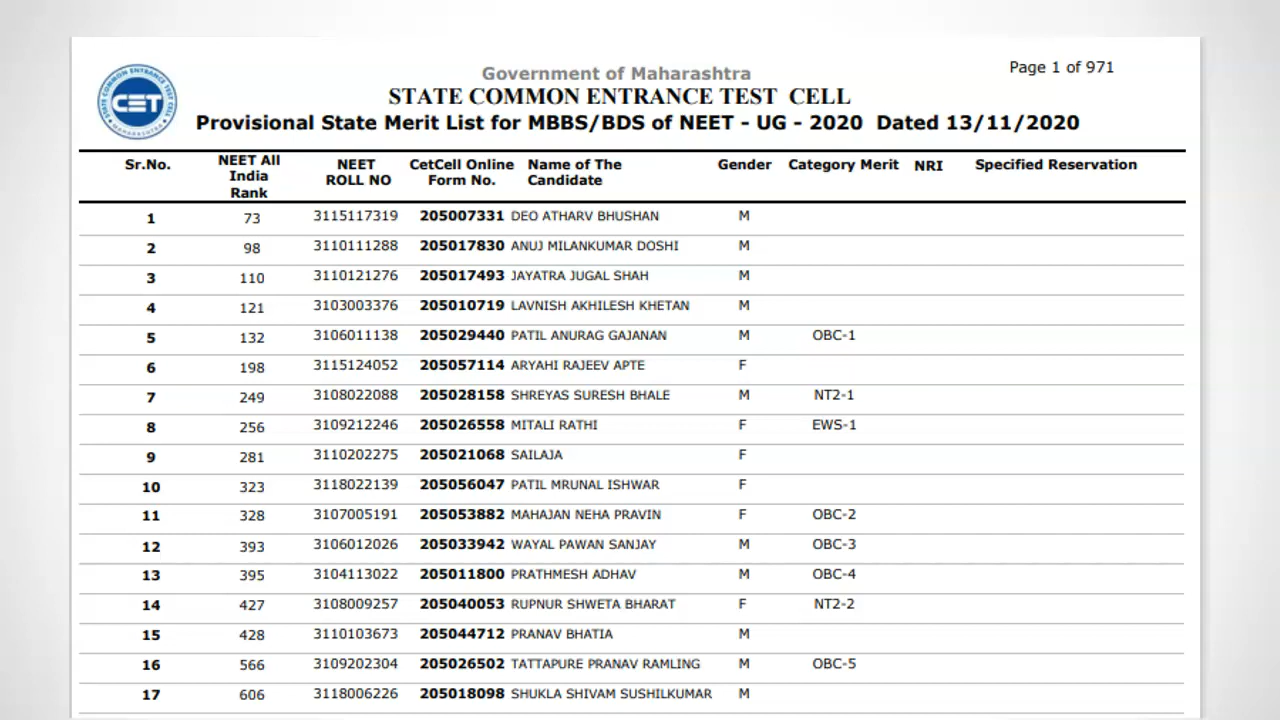 Page 1 of 971
Government of Maharashtra
STATE COMMON ENTRANCE TEST CELL
Provisional State Merit List for MBBS/BDS of NEET - UG - 2020 Dated 13/11/2020
STATE COMMON ENTRANCE TEST CELL
CET
MAHARASHTRA
Sr.No. NEET All India Rank NEET ROLL NO CetCell Online Form No. Name of The Candidate Gender Category Merit NRI Specified Reservation
1 73 3115117319 205007331 DEO ATHARV BHUSHAN M
2 98 3110111288 205017830 ANUJ MILANKUMAR DOSHI M
3 110 3110121276 205017493 JAYATRA JUGAL SHAH M
4 121 3103003376 205010719 LAVNISH AKHILESH KHETAN M
5 132 3106011138 205029440 PATIL ANURAG GAJANAN M OBC-1
6 198 3115124052 205057114 ARYAHI RAJEEV APTE F
7 249 3108022088 205028158 SHREYAS SURESH BHALE M NT2-1
8 256 3109212246 205026558 MITALI RATHI F EWS-1
9 281 3110202275 205021068 SAILAJA F
10 323 3118022139 205056047 PATIL MRUNAL ISHWAR F
11 328 3107005191 205053882 MAHAJAN NEHA PRAVIN F OBC-2
12 393 3106012026 205033942 WAYAL PAWAN SANJAY M OBC-3
13 395 3104113022 205011800 PRATHMESH ADHAV M OBC-4
14 427 3108009257 205040053 RUPNUR SHWETA BHARAT F NT2-2
15 428 3110103673 205044712 PRANAV BHATIA M
16 566 3109202304 205026502 TATTAPURE PRANAV RAMLING M OBC-5
17 606 3118006226 205018098 SHUKLA SHIVAM SUSHILKUMAR M